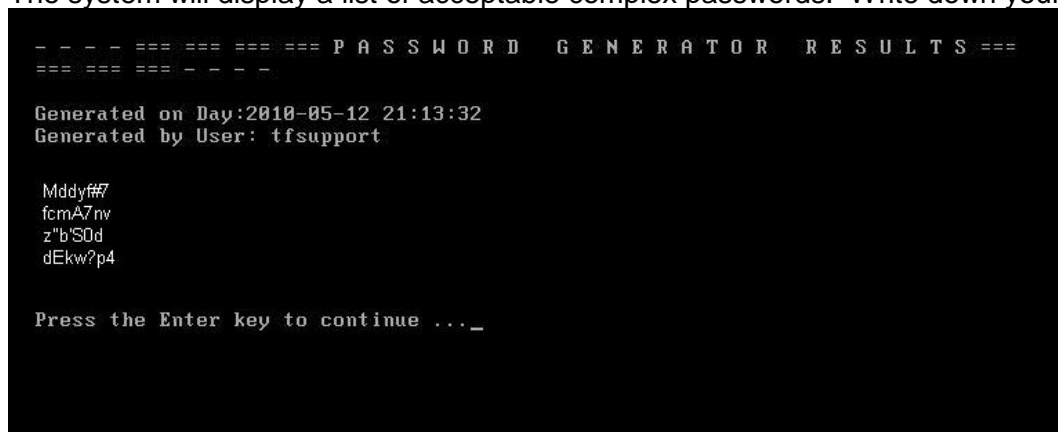 The system will display a list of acceptable complex passwords. Write down your
- - - - === === === === P A S S W O R D   G E N E R A T O R   R E S U L T S ===
=== === === - - - -
Generated on Day:2010-05-12 21:13:32
Generated by User: tfsupport
Mddyf#7
fcmA7nv
z"b'S0d
dEkw?p4
Press the Enter key to continue ..._